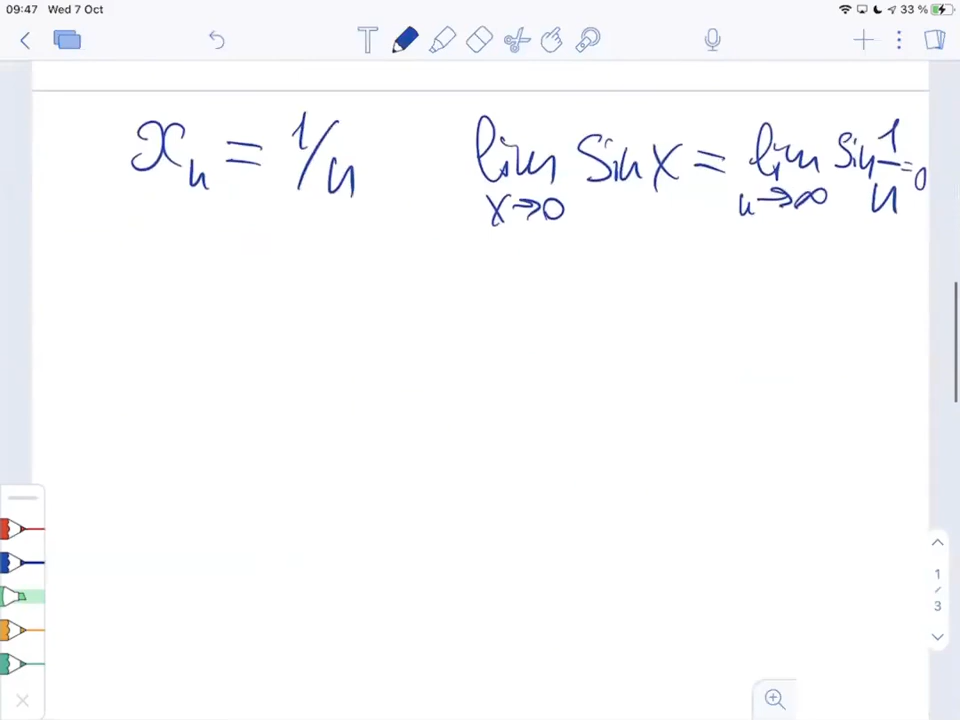 09:47 Wed 7 Oct
33 %
T
xₙ = 1/n
lim sin x = lim sin 1/n = 0
x→0 n→∞
1
/
3